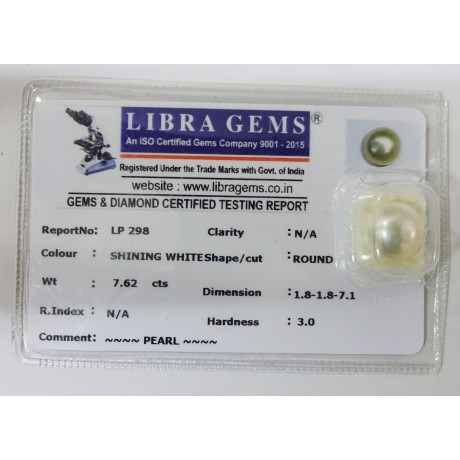 LIBRA GEMS®
An ISO Certified Gems Company 9001 - 2015
Registered Under the Trade Marks with Govt. of India
website : www.libragems.co.in
GEMS & DIAMOND CERTIFIED TESTING REPORT
ReportNo: LP 298 Clarity : N/A
Colour : SHINING WHITE Shape/cut : ROUND
Wt : 7.62 cts Dimension : 1.8-1.8-7.1
R.Index : N/A Hardness : 3.0
Comment: ~~~~ PEARL ~~~~